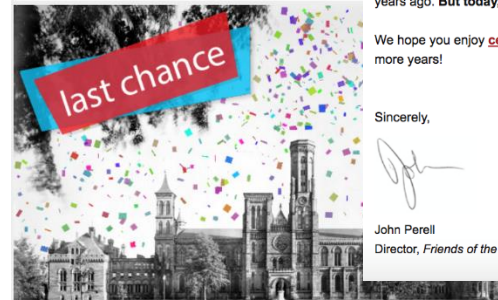 last chance
years ago. But today,
We hope you enjoy
more years!
Sincerely,
John Perell
Director, Friends of the